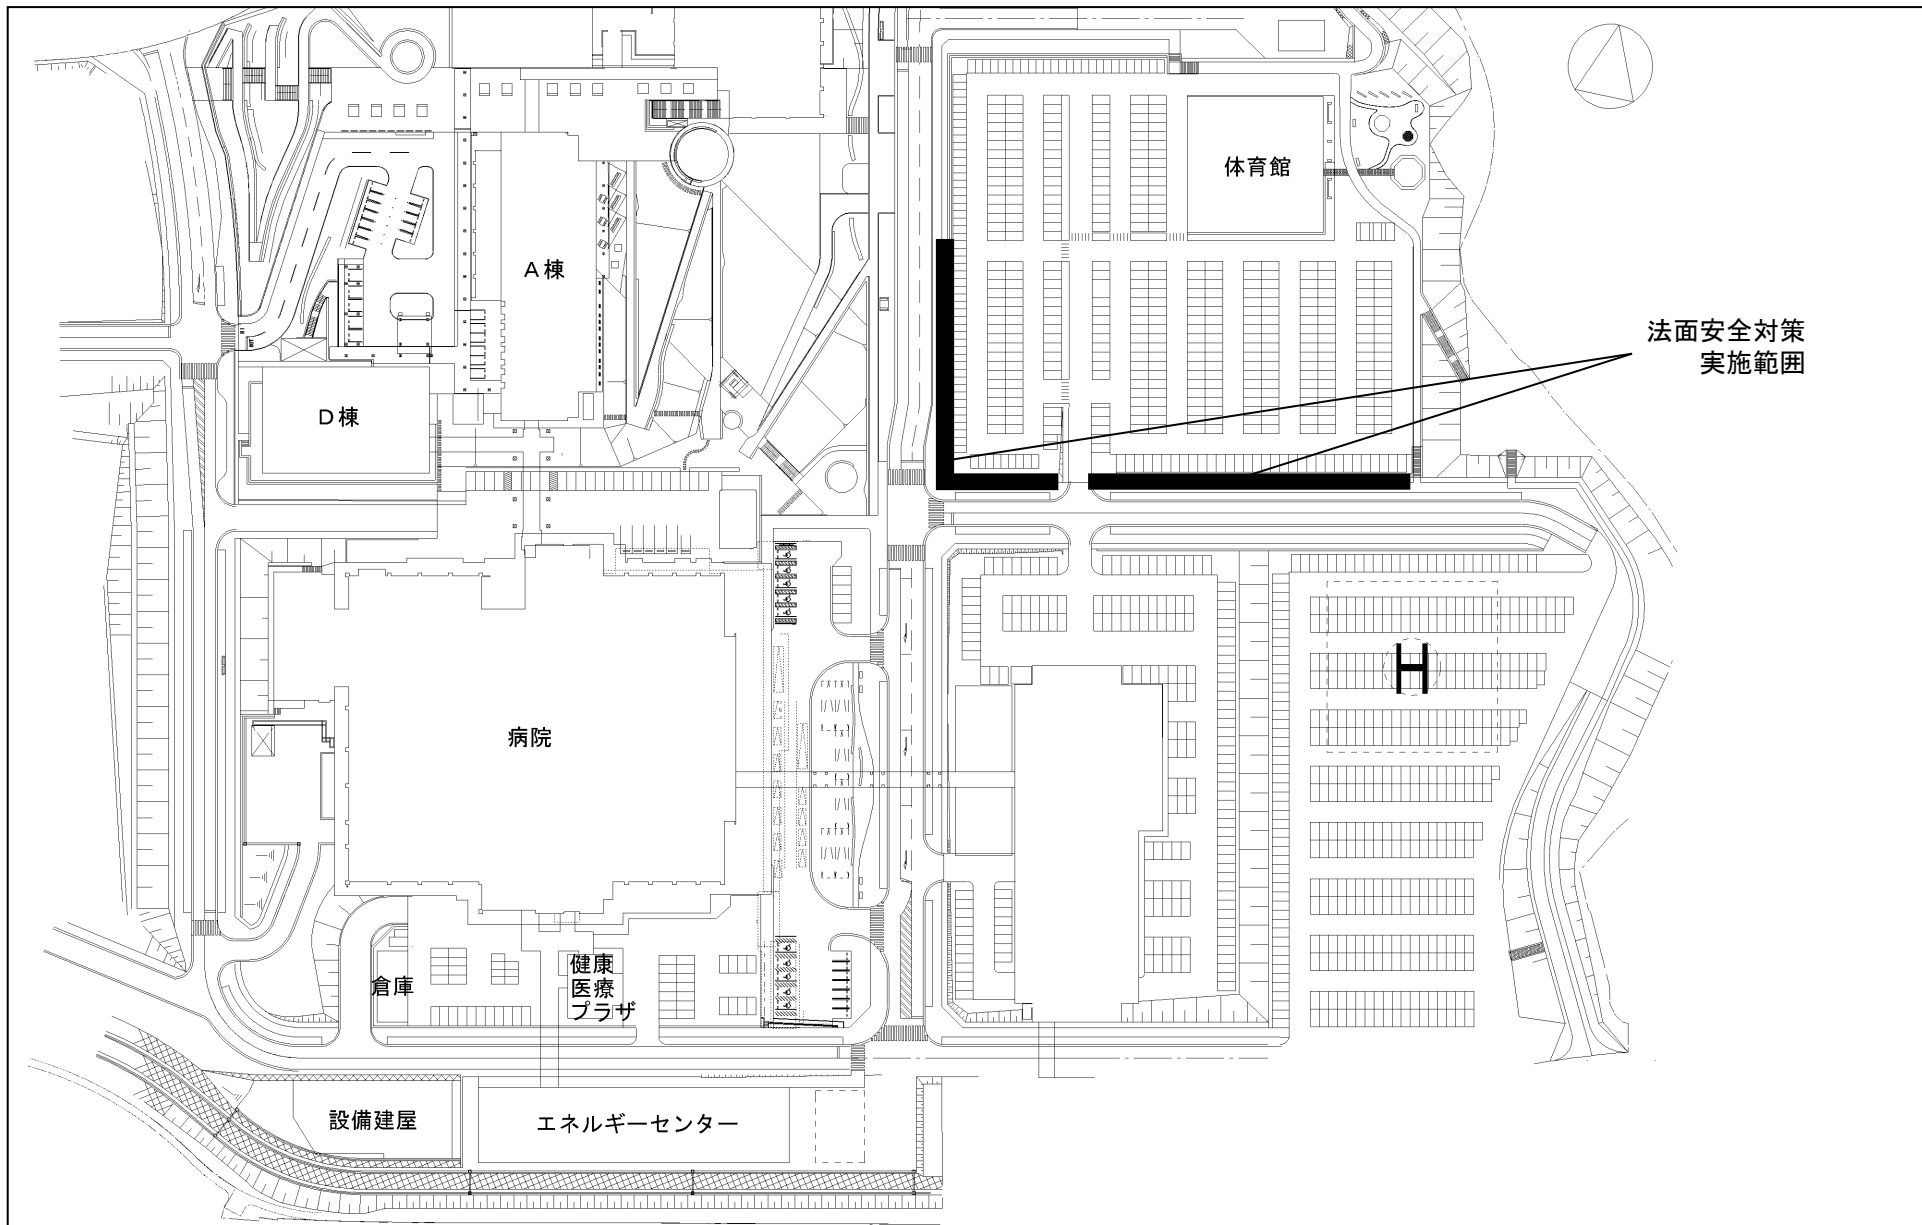 体育館
Ａ棟
法面安全対策
実施範囲
Ｄ棟
H
病院
健康
医療
プラザ
倉庫
設備建屋
エネルギーセンター